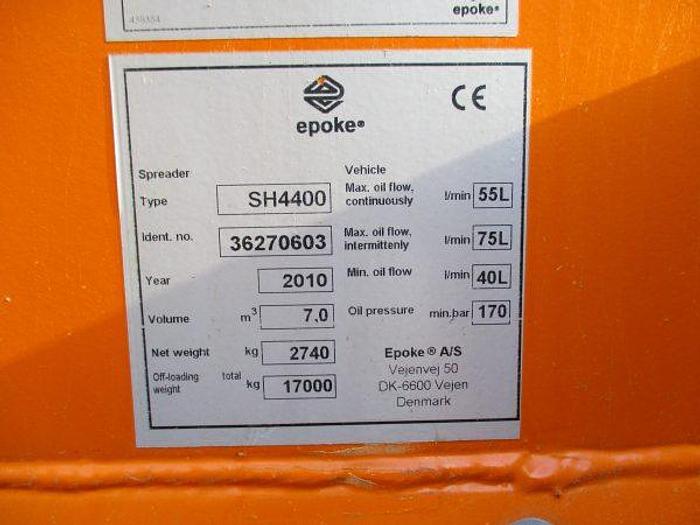 epoke®
epoke®
Spreader
Type SH4400
Ident. no. 36270603
Year 2010
Volume m³ 7,0
Net weight kg 2740
Off-loading weight total kg 17000
Vehicle
Max. oil flow, continuously l/min 55L
Max. oil flow, intermittenly l/min 75L
Min. oil flow l/min 40L
Oil pressure min.bar 170
Epoke® A/S
Vejenvej 50
DK-6600 Vejen
Denmark
CE